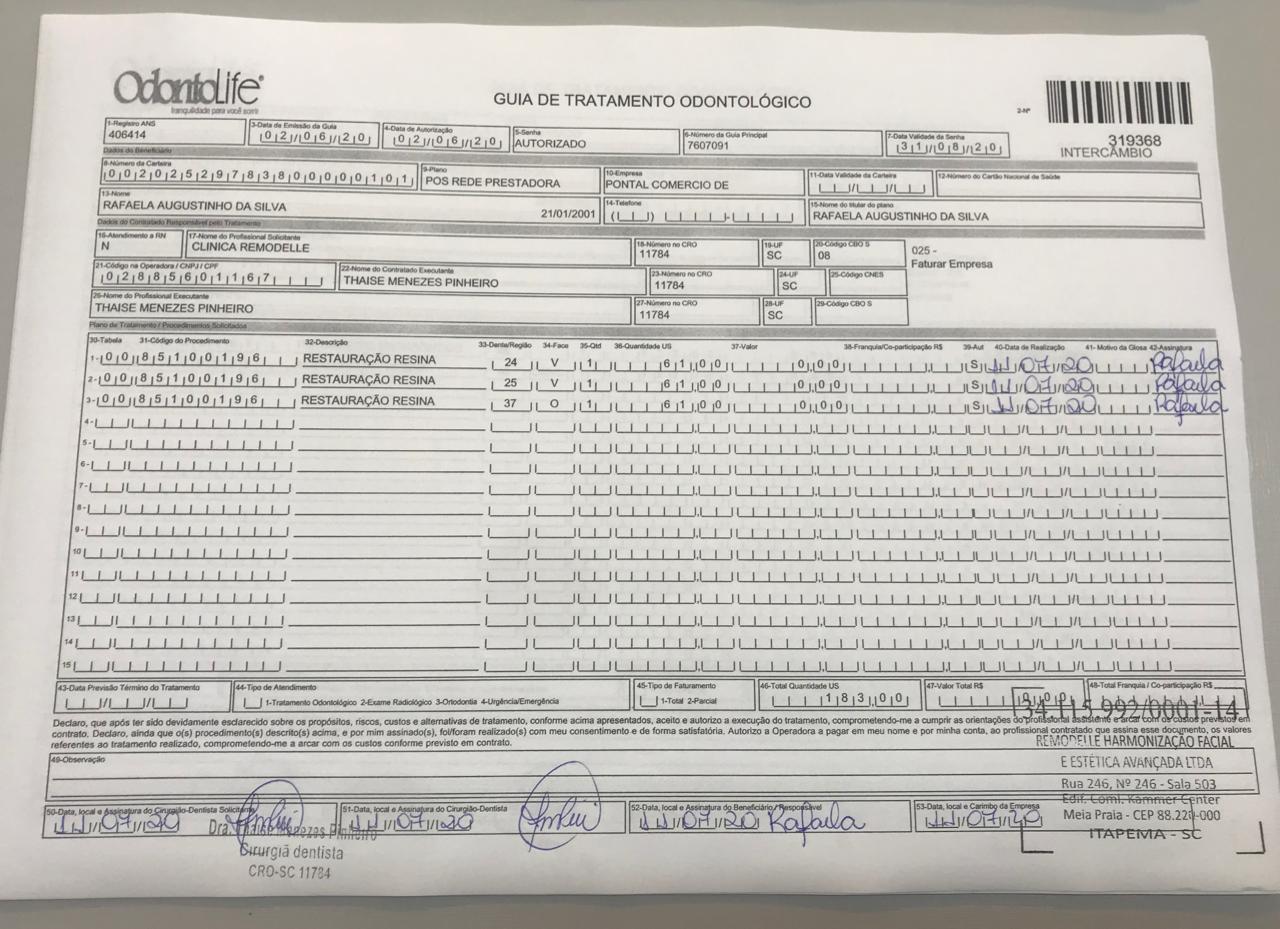 OdontoLife
tranquilidade para você sorrir
GUIA DE TRATAMENTO ODONTOLÓGICO
2-Nº
319368
INTERCÂMBIO
1-Registro ANS 3-Data de Emissão da Guia 4-Data de Autorização 5-Senha 6-Número da Guia Principal 7-Data Validade da Senha
406414 02/06/20 02/06/20 AUTORIZADO 7607091 31/08/20
Dados do Beneficiário
8-Número da Carteira 9-Plano 10-Empresa 11-Data Validade da Carteira 12-Número do Cartão Nacional de Saúde
00202529783800000101 POS REDE PRESTADORA PONTAL COMERCIO DE
13-Nome 14-Telefone 15-Nome do titular do plano
RAFAELA AUGUSTINHO DA SILVA 21/01/2001 RAFAELA AUGUSTINHO DA SILVA
Dados do Contratado Responsável pelo Tratamento
16-Atendimento a RN 17-Nome do Profissional Solicitante 18-Número no CRO 19-UF 20-Código CBO S
N CLINICA REMODELLE 11784 SC 08
025 -
Faturar Empresa
21-Código na Operadora / CNPJ / CPF 22-Nome do Contratado Executante 23-Número no CRO 24-UF 25-Código CNES
02885601167 THAISE MENEZES PINHEIRO 11784 SC
26-Nome do Profissional Executante 27-Número no CRO 28-UF 29-Código CBO S
THAISE MENEZES PINHEIRO 11784 SC
Plano de Tratamento / Procedimentos Solicitados
30-Tabela 31-Código do Procedimento 32-Descrição 33-Dente/Região 34-Face 35-Qtd 36-Quantidade US 37-Valor 38-Franquia/Co-participação R$ 39-Aut 40-Data de Realização 41- Motivo da Glosa 42-Assinatura
1- 00 85100196 RESTAURAÇÃO RESINA 24 V 1 61,00 0,00 S 11/07/20 Rafaela
2- 00 85100196 RESTAURAÇÃO RESINA 25 V 1 61,00 0,00 S 11/07/20 Rafaela
3- 00 85100196 RESTAURAÇÃO RESINA 37 O 1 61,00 0,00 S 11/07/20 Rafaela
4-
5-
6-
7-
8-
9-
10
11
12
13
14
15
43-Data Previsão Término do Tratamento 44-Tipo de Atendimento 45-Tipo de Faturamento 46-Total Quantidade US 47-Valor Total R$ 48-Total Franquia / Co-participação R$
1-Total Odontológico 2-Exame Radiológico 3-Ortodontia 4-Urgência/Emergência 1-Total 2-Parcial 183,00 0,00
Declaro, que após ter sido devidamente esclarecido sobre os propósitos, riscos, custos e alternativas de tratamento, conforme acima apresentados, aceito e autorizo a execução do tratamento, comprometendo-me a cumprir as orientações do profissional assistente e arcar com os custos previstos em
contrato. Declaro, ainda que o(s) procedimento(s) descrito(s) acima, e por mim assinado(s), foi/foram realizado(s) com meu consentimento e de forma satisfatória. Autorizo a Operadora a pagar em meu nome e por minha conta, ao profissional contratado que assina esse documento, os valores
referentes ao tratamento realizado, comprometendo-me a arcar com os custos conforme previsto em contrato.
49-Observação
34.115.992/0001-14
REMODELLE HARMONIZAÇÃO FACIAL
E ESTÉTICA AVANÇADA LTDA
Rua 246, Nº 246 - Sala 503
Edif. Coml. Kammer Center
Meia Praia - CEP 88.220-000
ITAPEMA - SC
50-Data, local e Assinatura do Cirurgião-Dentista Solicitante 51-Data, local e Assinatura do Cirurgião-Dentista 52-Data, local e Assinatura do Beneficiário/Responsável 53-Data, local e Carimbo da Empresa
11/07/20 11/07/20 11/07/20 Rafaela 11/07/20
Dra. Thaise Menezes Pinheiro
Cirurgiã dentista
CRO-SC 11784